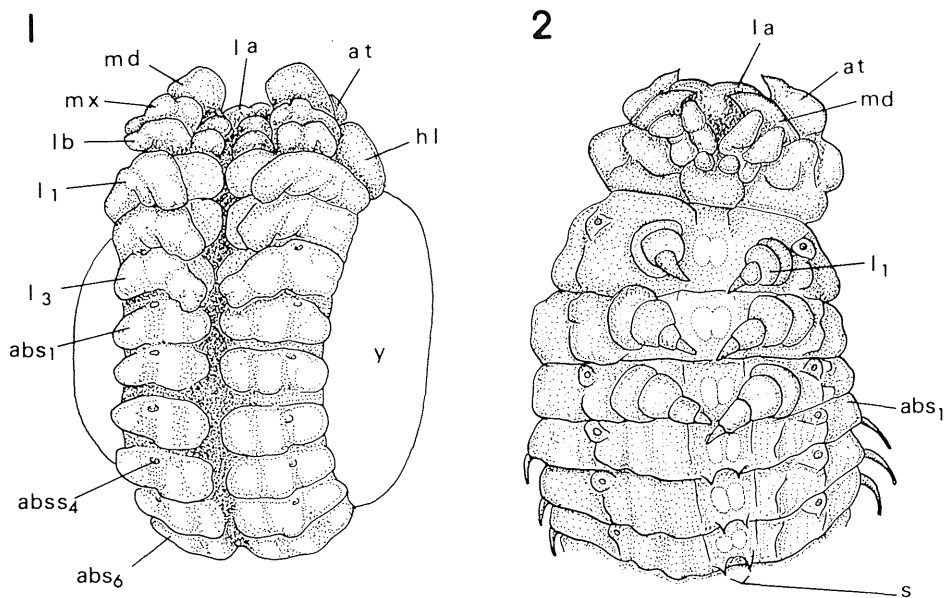 1
md
la
at
mx
lb
hl
l1
l3
abs1
y
abss4
abs6
2
la
at
md
l1
abs1
s